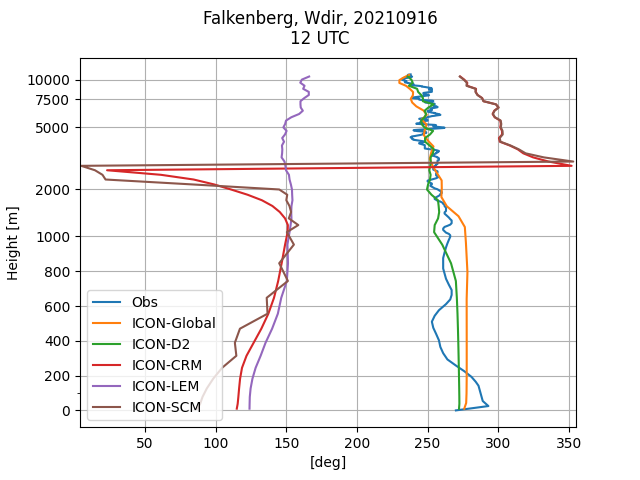 Falkenberg, Wdir, 20210916
12 UTC
10000
7500
5000
2000
1000
800
600
400
200
0
Height [m]
Obs
ICON-Global
ICON-D2
ICON-CRM
ICON-LEM
ICON-SCM
50
100
150
200
250
300
350
[deg]